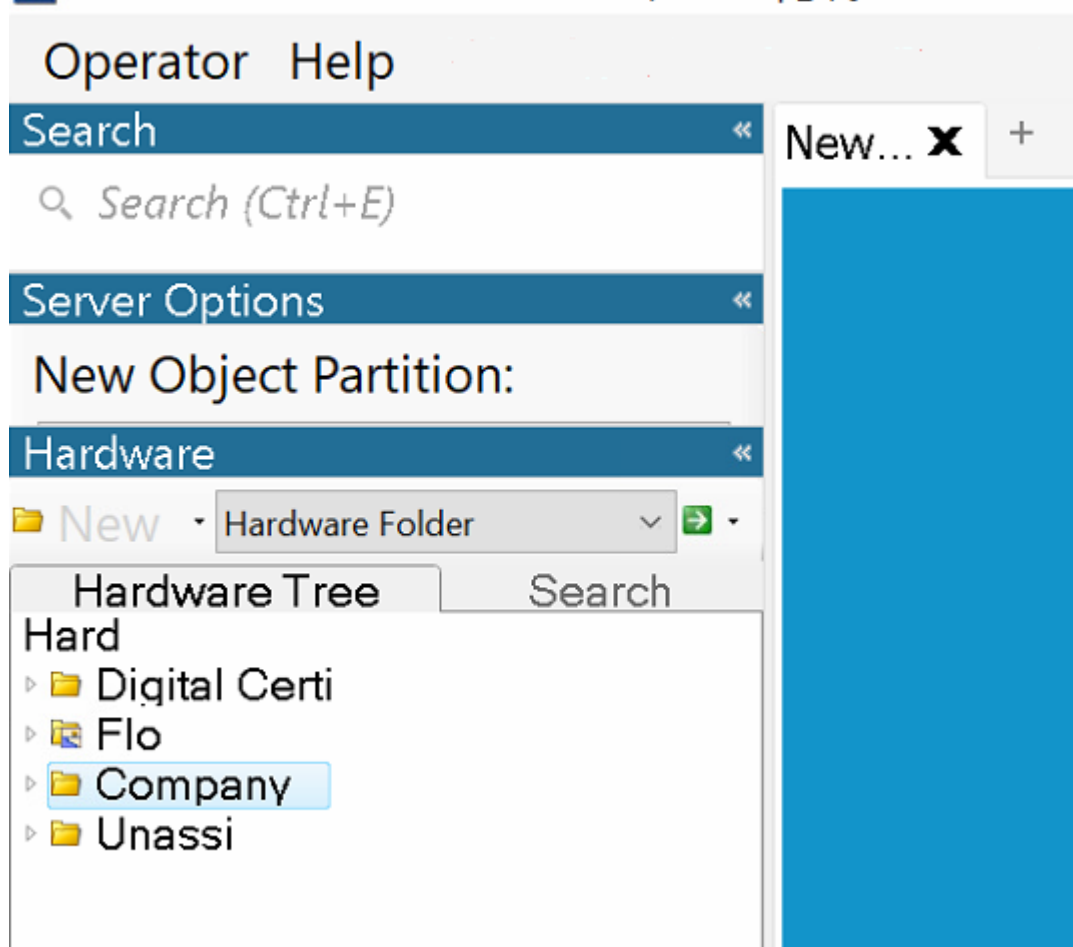 Operator Help
Search
New...
Search (Ctrl+E)
Server Options
New Object Partition:
Hardware
New Hardware Folder
Hardware Tree Search
Hard
Digital Certi
Flo
Company
Unassi